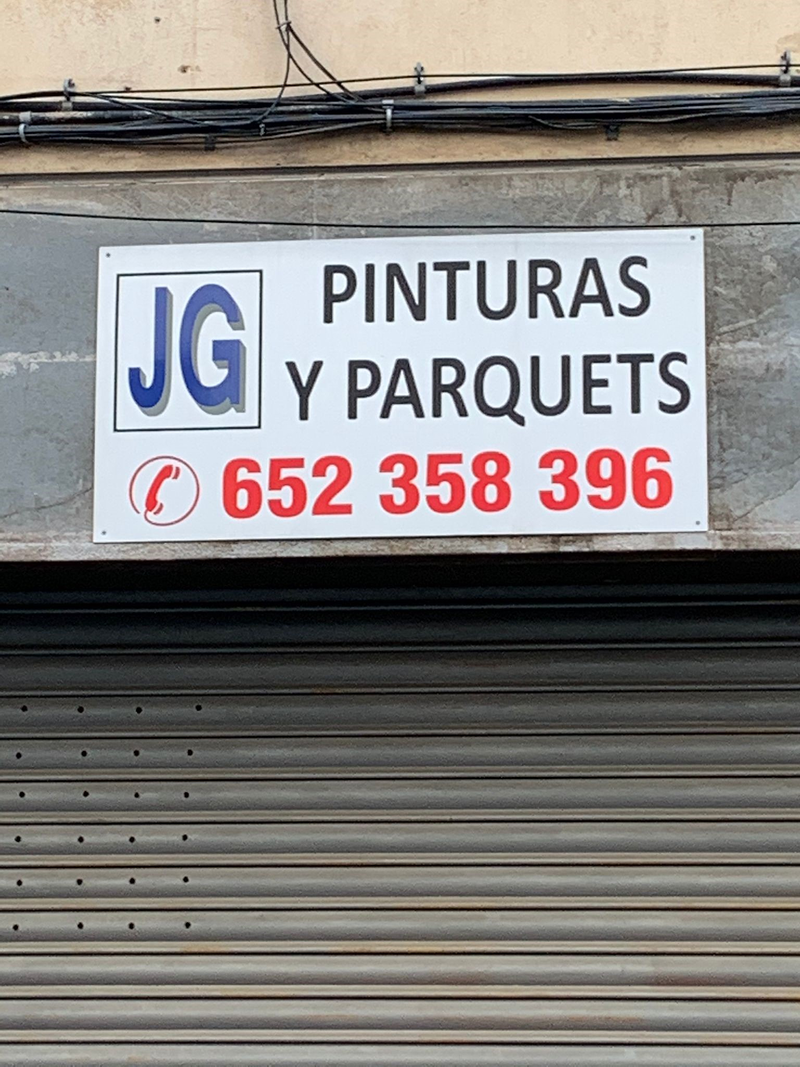 JG
PINTURAS
Y PARQUETS
652 358 396